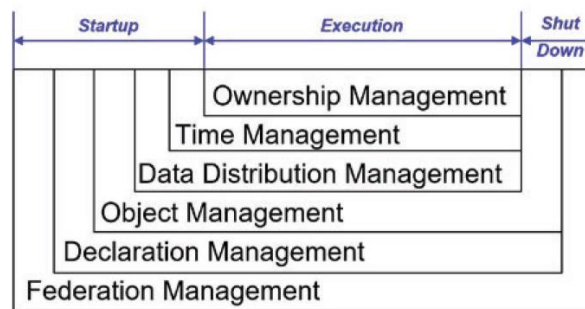 Startup Execution Shut
Down
Ownership Management
Time Management
Data Distribution Management
Object Management
Declaration Management
Federation Management